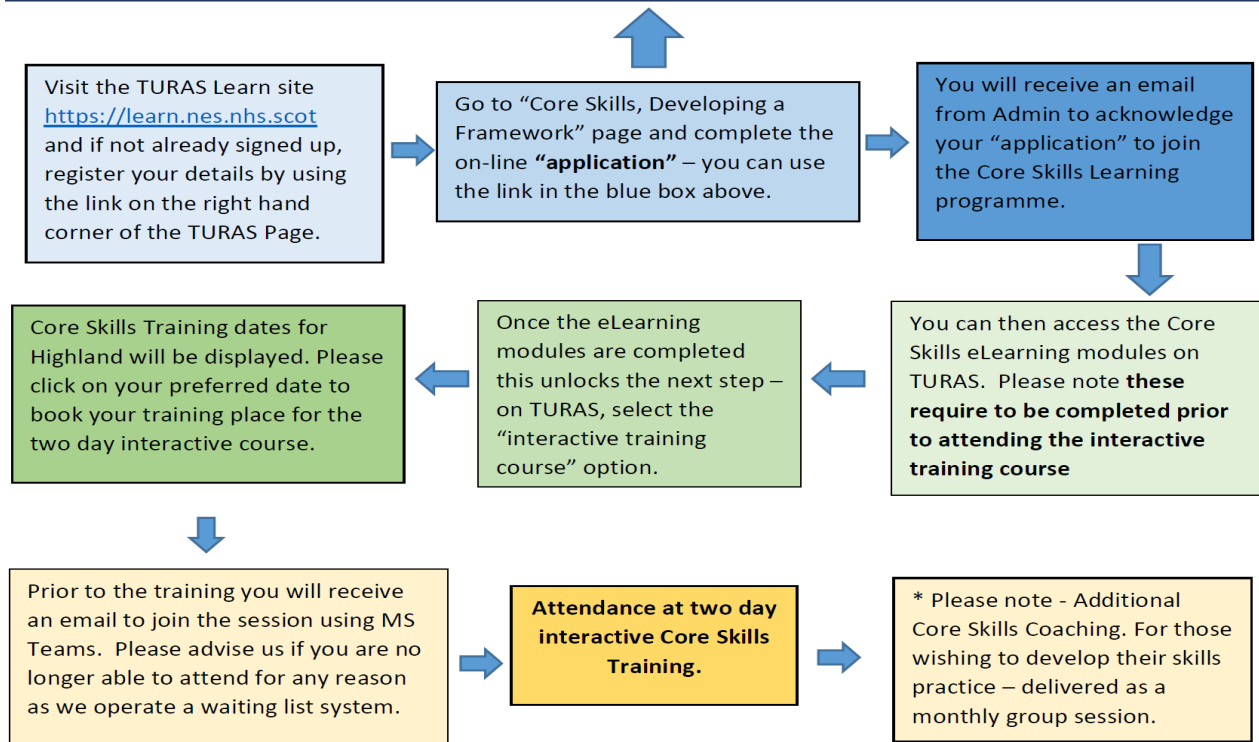 Visit the TURAS Learn site
https://learn.nes.nhs.scot
and if not already signed up,
register your details by using
the link on the right hand
corner of the TURAS Page.
Go to “Core Skills, Developing a
Framework” page and complete the
on-line “application” – you can use
the link in the blue box above.
You will receive an email
from Admin to acknowledge
your “application” to join
the Core Skills Learning
programme.
You can then access the Core
Skills eLearning modules on
TURAS.  Please note these
require to be completed prior
to attending the interactive
training course
Once the eLearning
modules are completed
this unlocks the next step –
on TURAS, select the
“interactive training
course” option.
Core Skills Training dates for
Highland will be displayed. Please
click on your preferred date to
book your training place for the
two day interactive course.
Prior to the training you will receive
an email to join the session using MS
Teams.  Please advise us if you are no
longer able to attend for any reason
as we operate a waiting list system.
Attendance at two day
interactive Core Skills
Training.
* Please note - Additional
Core Skills Coaching. For those
wishing to develop their skills
practice – delivered as a
monthly group session.